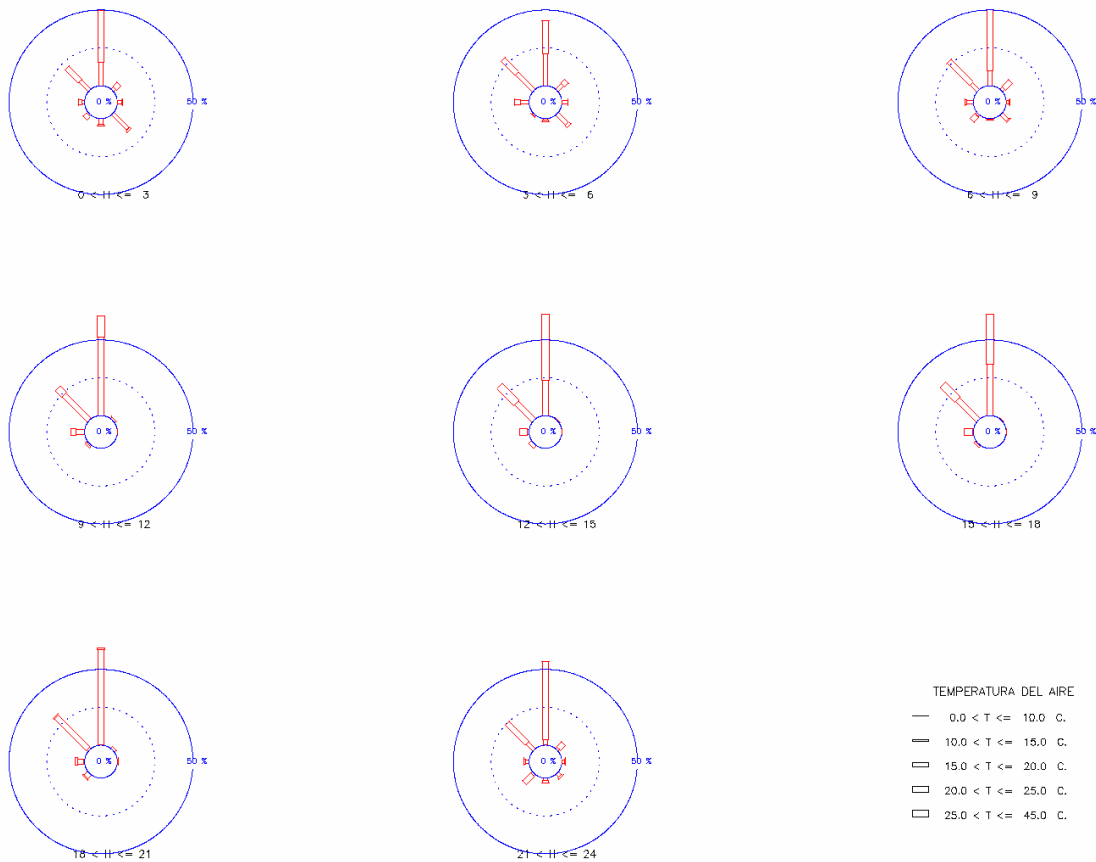 0 % 50 % 0 % 50 % 0 % 50 %
0 < H <= 3 3 < H <= 6 6 < H <= 9
0 % 50 % 0 % 50 % 0 % 50 %
9 < H <= 12 12 < H <= 15 15 < H <= 18
TEMPERATURA DEL AIRE
0.0 < T <= 10.0 C.
10.0 < T <= 15.0 C.
15.0 < T <= 20.0 C.
20.0 < T <= 25.0 C.
25.0 < T <= 45.0 C.
0 % 50 % 0 % 50 %
18 < H <= 21 21 < H <= 24